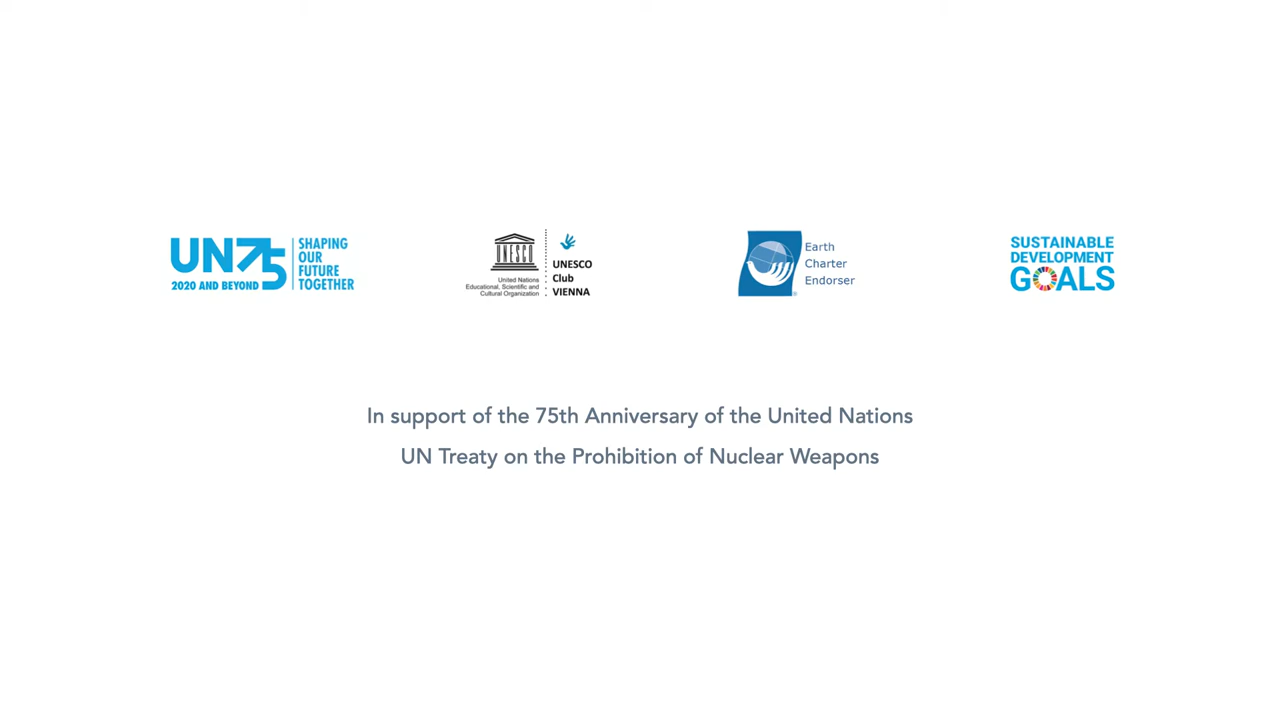 UN75
2020 AND BEYOND
SHAPING
OUR
FUTURE
TOGETHER
UNESCO
United Nations
Educational, Scientific and
Cultural Organization
UNESCO
Club
VIENNA
Earth
Charter
Endorser
SUSTAINABLE
DEVELOPMENT
GOALS
In support of the 75th Anniversary of the United Nations
UN Treaty on the Prohibition of Nuclear Weapons